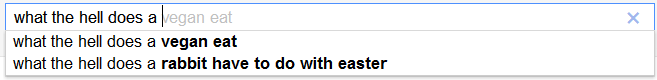 what the hell does a vegan eat
what the hell does a vegan eat
what the hell does a rabbit have to do with easter